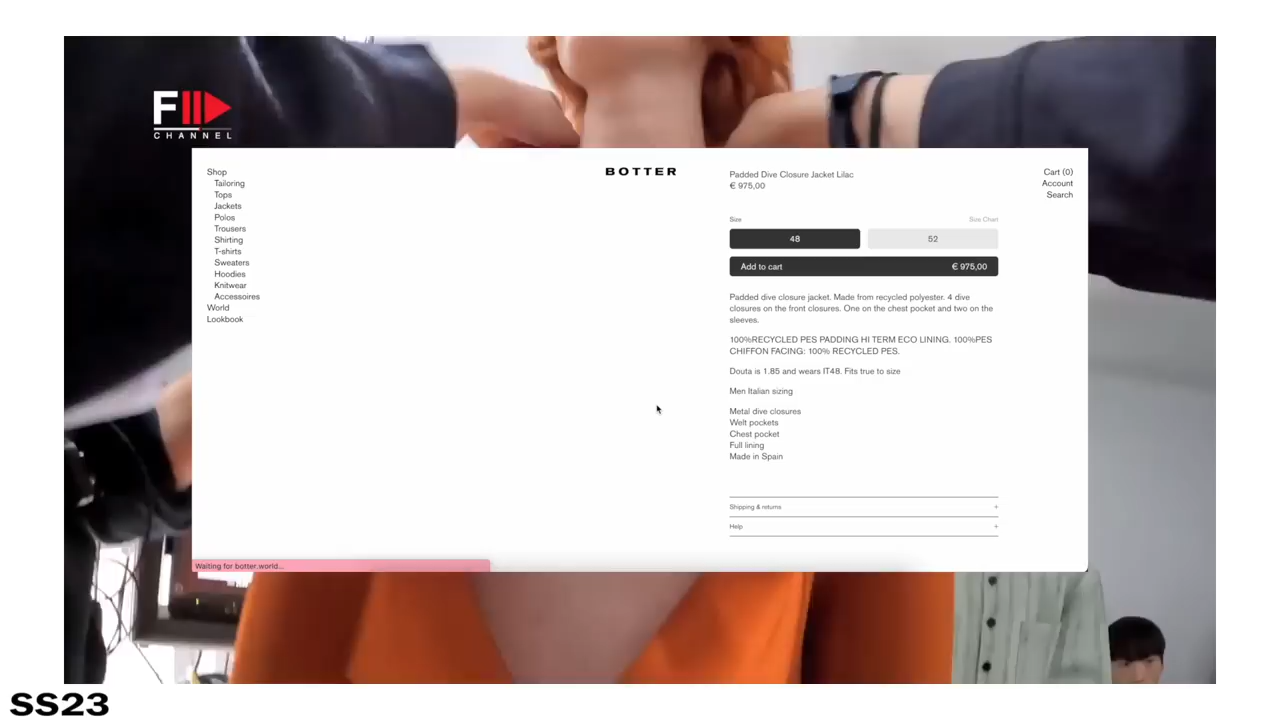 F
CHANNEL
Shop
Tailoring
Tops
Jackets
Polos
Trousers
Shirting
T-shirts
Sweaters
Hoodies
Knitwear
Accessoires
World
Lookbook
BOTTER
Padded Dive Closure Jacket Lilac
€ 975,00
Size
Size Chart
48
52
Add to cart
€ 975,00
Padded dive closure jacket. Made from recycled polyester. 4 dive
closures on the front closures. One on the chest pocket and two on the
sleeves.
100%RECYCLED PES PADDING HI TERM ECO LINING. 100%PES
CHIFFON FACING: 100% RECYCLED PES.
Douta is 1.85 and wears IT48. Fits true to size
Men Italian sizing
Metal dive closures
Welt pockets
Chest pocket
Full lining
Made in Spain
Shipping & returns +
Help +
Cart (0)
Account
Search
Waiting for botter.world...
SS23